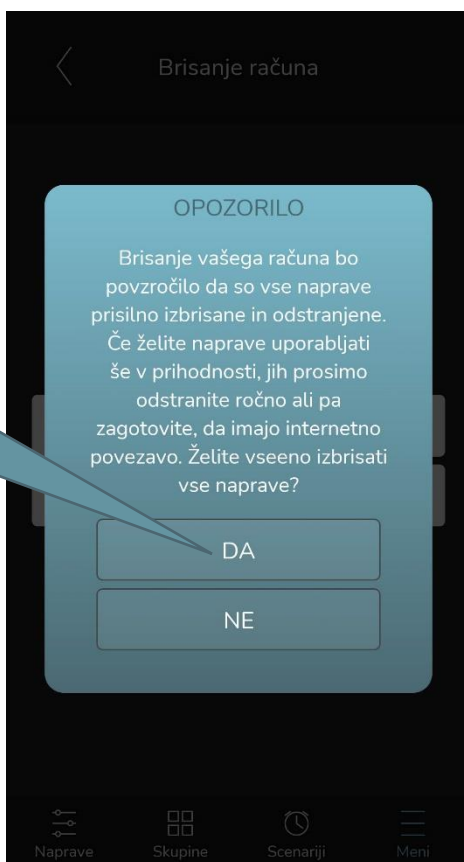 Brisanje računa
OPOZORILO
Brisanje vašega računa bo
povzročilo da so vse naprave
prisilno izbrisane in odstranjene.
Če želite naprave uporabljati
še v prihodnosti, jih prosimo
odstranite ročno ali pa
zagotovite, da imajo internetno
povezavo. Želite vseeno izbrisati
vse naprave?
DA
NE
Naprave Skupine Scenariji Meni